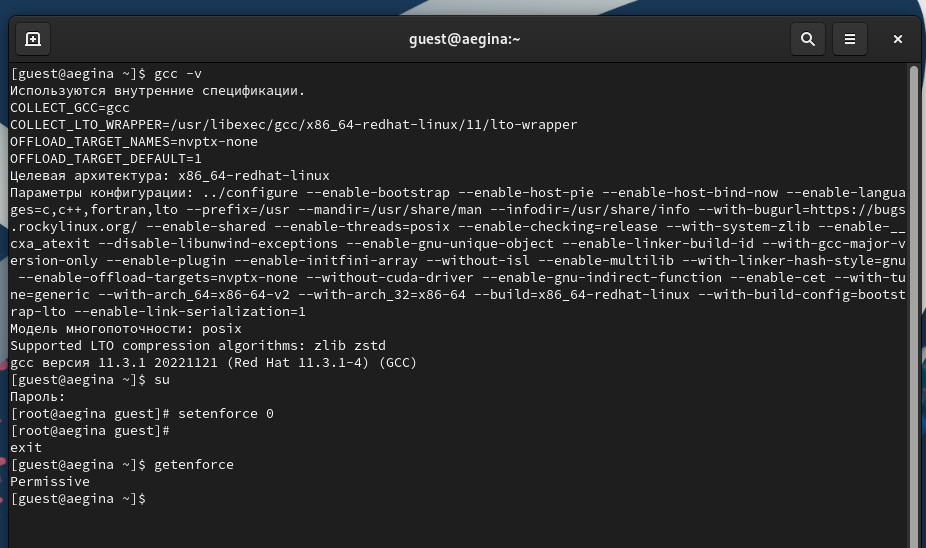 guest@aegina:~
[guest@aegina ~]$ gcc -v
Используются внутренние спецификации.
COLLECT_GCC=gcc
COLLECT_LTO_WRAPPER=/usr/libexec/gcc/x86_64-redhat-linux/11/lto-wrapper
OFFLOAD_TARGET_NAMES=nvptx-none
OFFLOAD_TARGET_DEFAULT=1
Целевая архитектура: x86_64-redhat-linux
Параметры конфигурации: ../configure --enable-bootstrap --enable-host-pie --enable-host-bind-now --enable-langua
ges=c,c++,fortran,lto --prefix=/usr --mandir=/usr/share/man --infodir=/usr/share/info --with-bugurl=https://bugs
.rockylinux.org/ --enable-shared --enable-threads=posix --enable-checking=release --with-system-zlib --enable-__
cxa_atexit --disable-libunwind-exceptions --enable-gnu-unique-object --enable-linker-build-id --with-gcc-major-v
ersion-only --enable-plugin --enable-initfini-array --without-isl --enable-multilib --with-linker-hash-style=gnu
 --enable-offload-targets=nvptx-none --without-cuda-driver --enable-gnu-indirect-function --enable-cet --with-tu
ne=generic --with-arch_64=x86-64-v2 --with-arch_32=x86-64 --build=x86_64-redhat-linux --with-build-config=bootst
rap-lto --enable-link-serialization=1
Модель многопоточности: posix
Supported LTO compression algorithms: zlib zstd
gcc версия 11.3.1 20221121 (Red Hat 11.3.1-4) (GCC)
[guest@aegina ~]$ su
Пароль:
[root@aegina guest]# setenforce 0
[root@aegina guest]#
exit
[guest@aegina ~]$ getenforce
Permissive
[guest@aegina ~]$